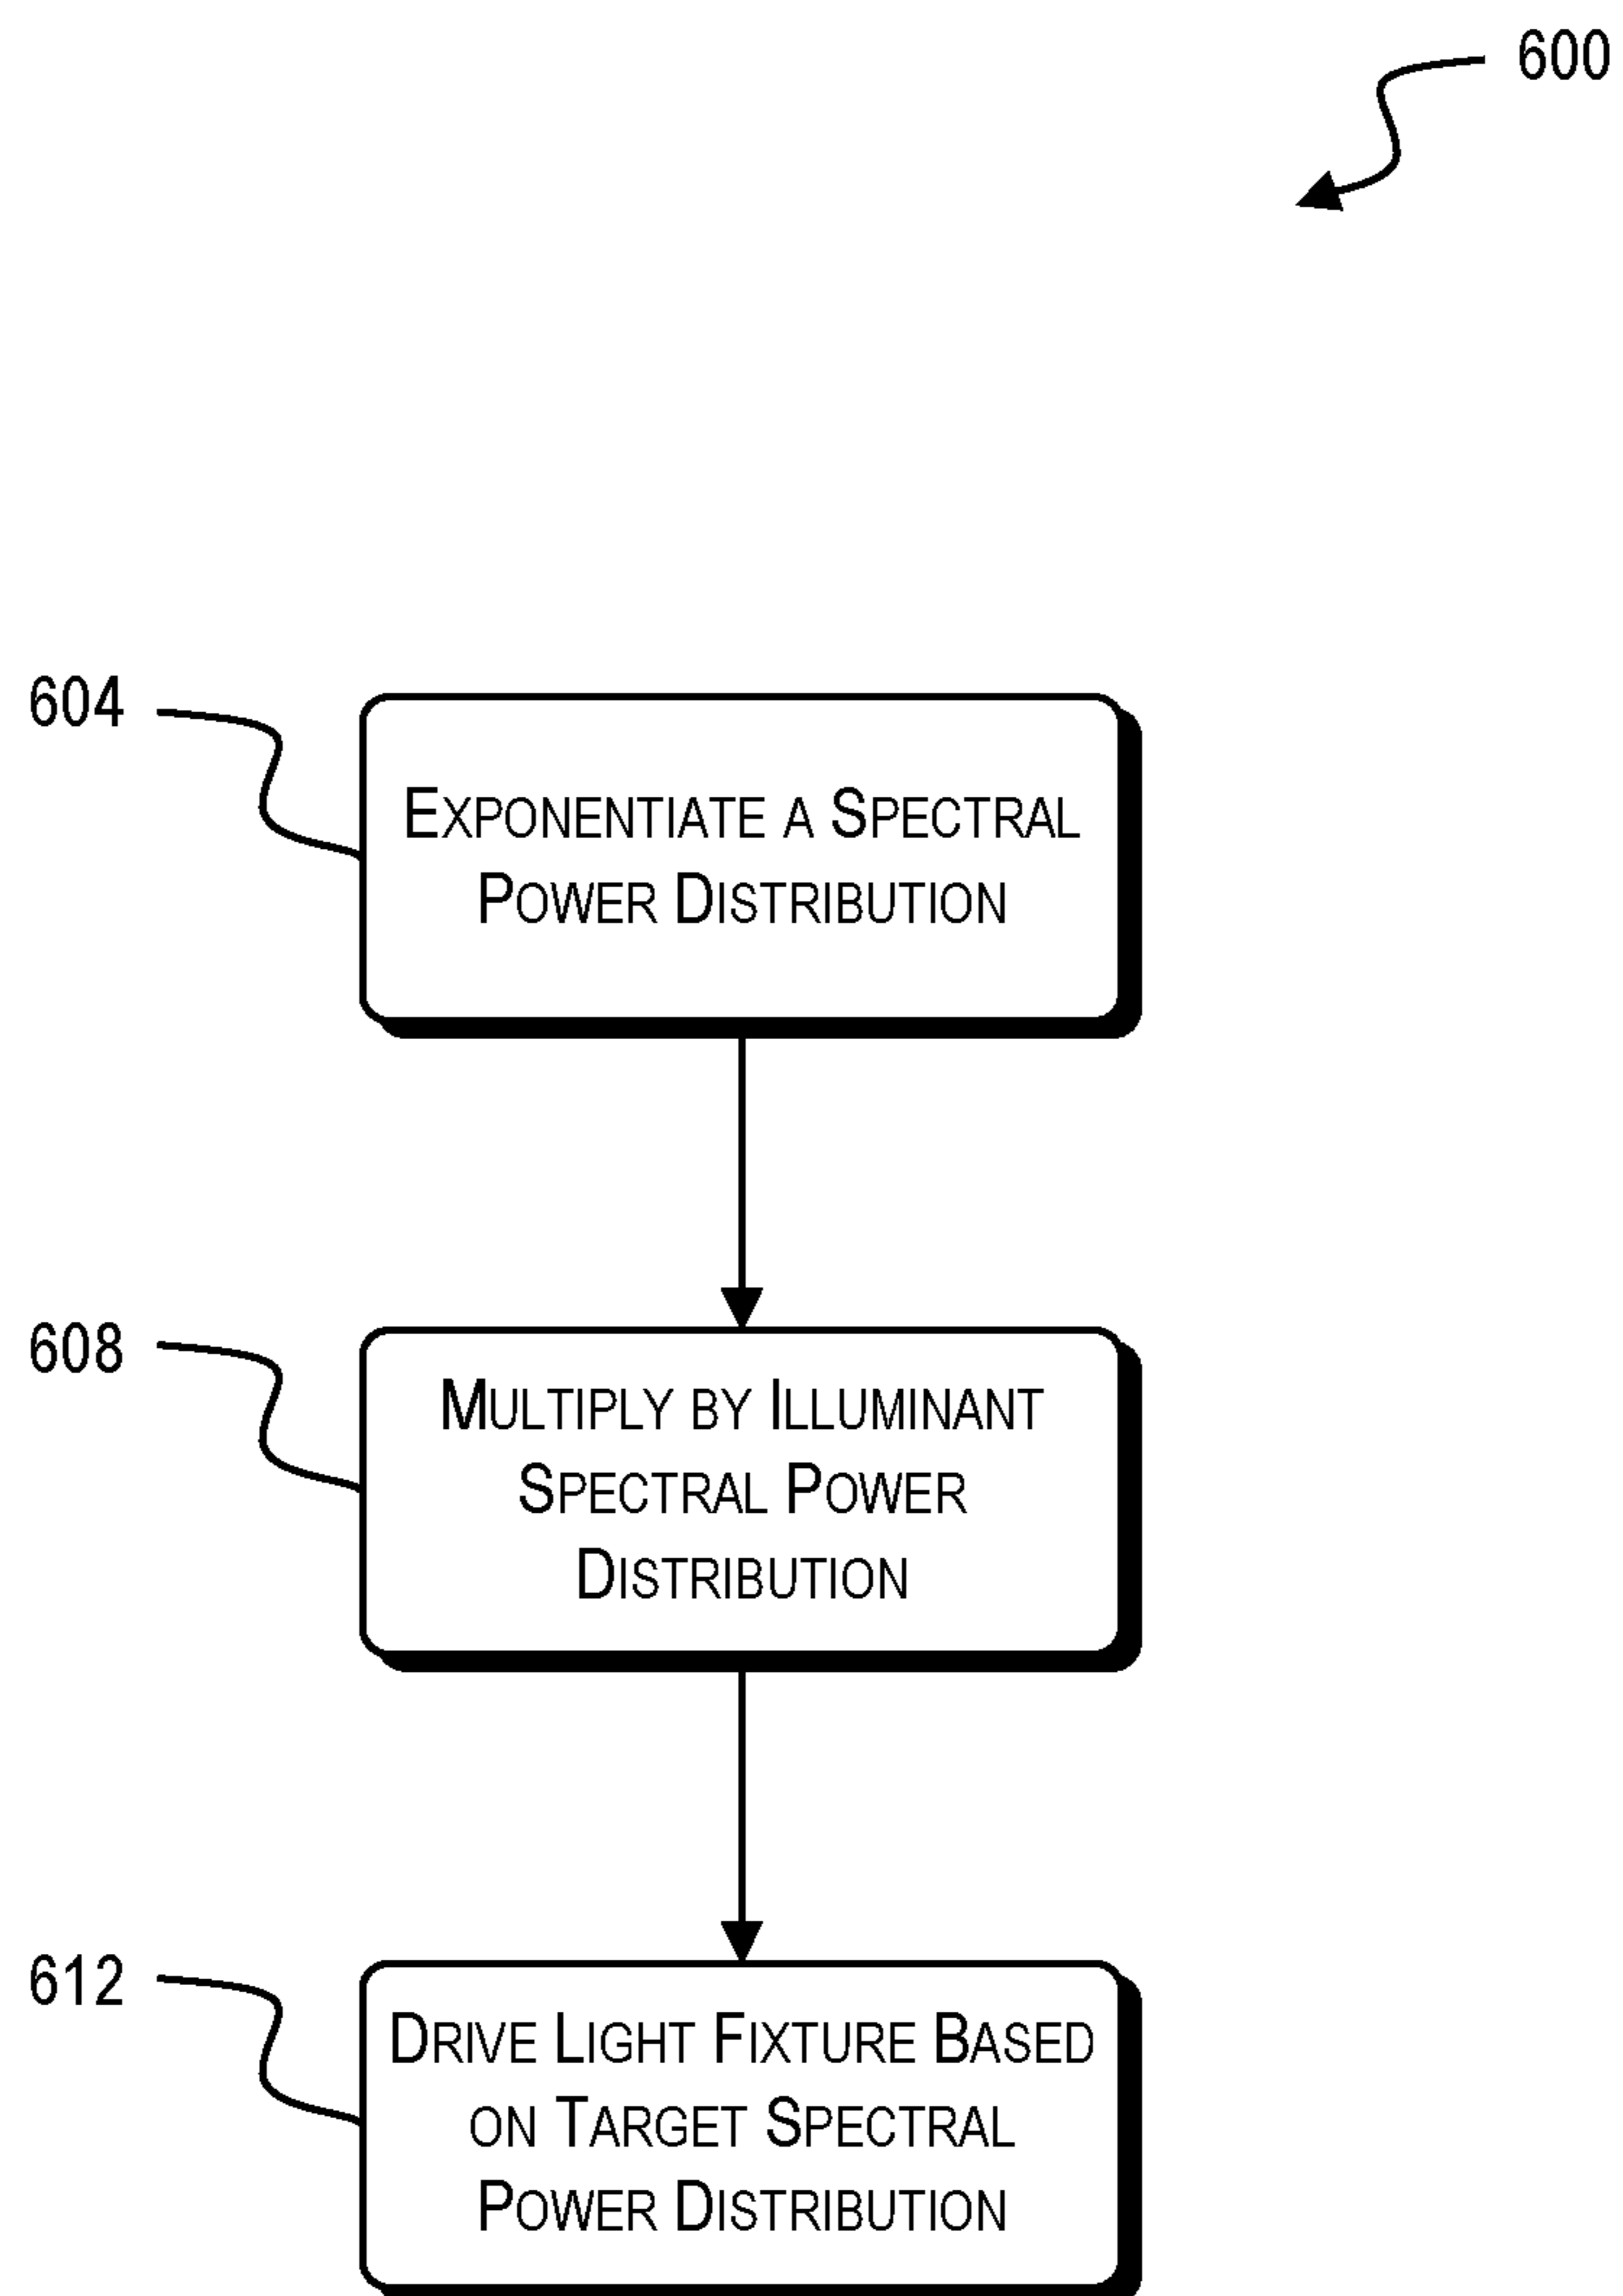 600
604
EXPONENTIATE A SPECTRAL
POWER DISTRIBUTION
608
MULTIPLY BY ILLUMINANT
SPECTRAL POWER
DISTRIBUTION
612
DRIVE LIGHT FIXTURE BASED
ON TARGET SPECTRAL
POWER DISTRIBUTION